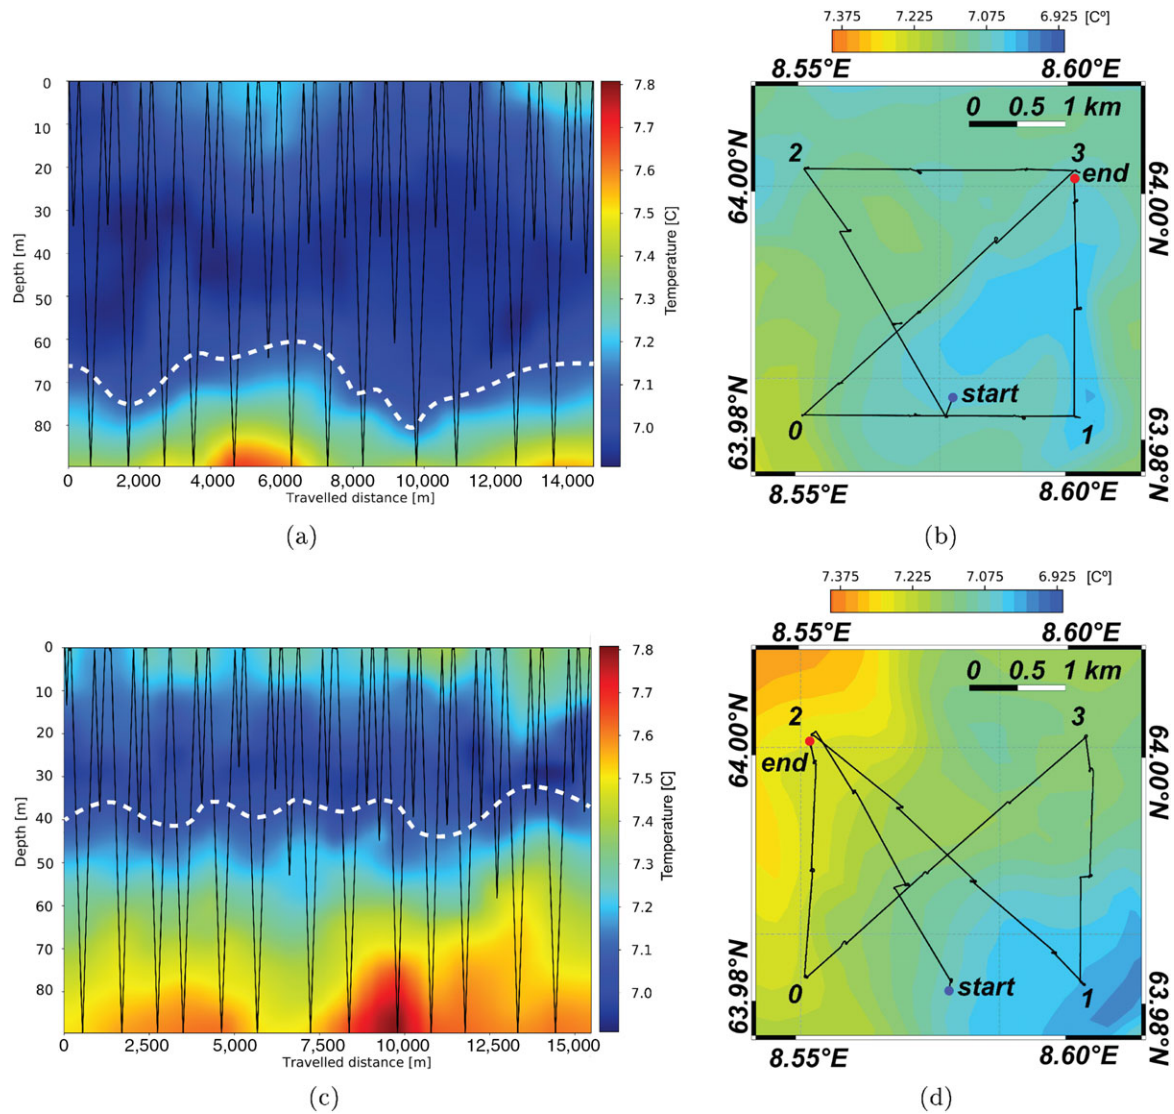 7.375 7.225 7.075 6.925 [C°]
8.55°E 8.60°E
0 0.5 1 km
2 3
end
64.00°N 64.00°N
start
0 1
63.98°N 63.98°N
8.55°E 8.60°E
0
10
20
30
40
50
60
70
80
Depth [m]
0 2,000 4,000 6,000 8,000 10,000 12,000 14,000
Travelled distance [m]
7.8
7.7
7.6
7.5
7.4
7.3
7.2
7.1
7.0
Temperature [C]
(a) (b)
7.375 7.225 7.075 6.925 [C°]
8.55°E 8.60°E
0 0.5 1 km
2 3
end
64.00°N 64.00°N
start
0 1
63.98°N 63.98°N
8.55°E 8.60°E
0
10
20
30
40
50
60
70
80
Depth [m]
0 2,500 5,000 7,500 10,000 12,500 15,000
Travelled distance [m]
7.8
7.7
7.6
7.5
7.4
7.3
7.2
7.1
7.0
Temperature [C]
(c) (d)